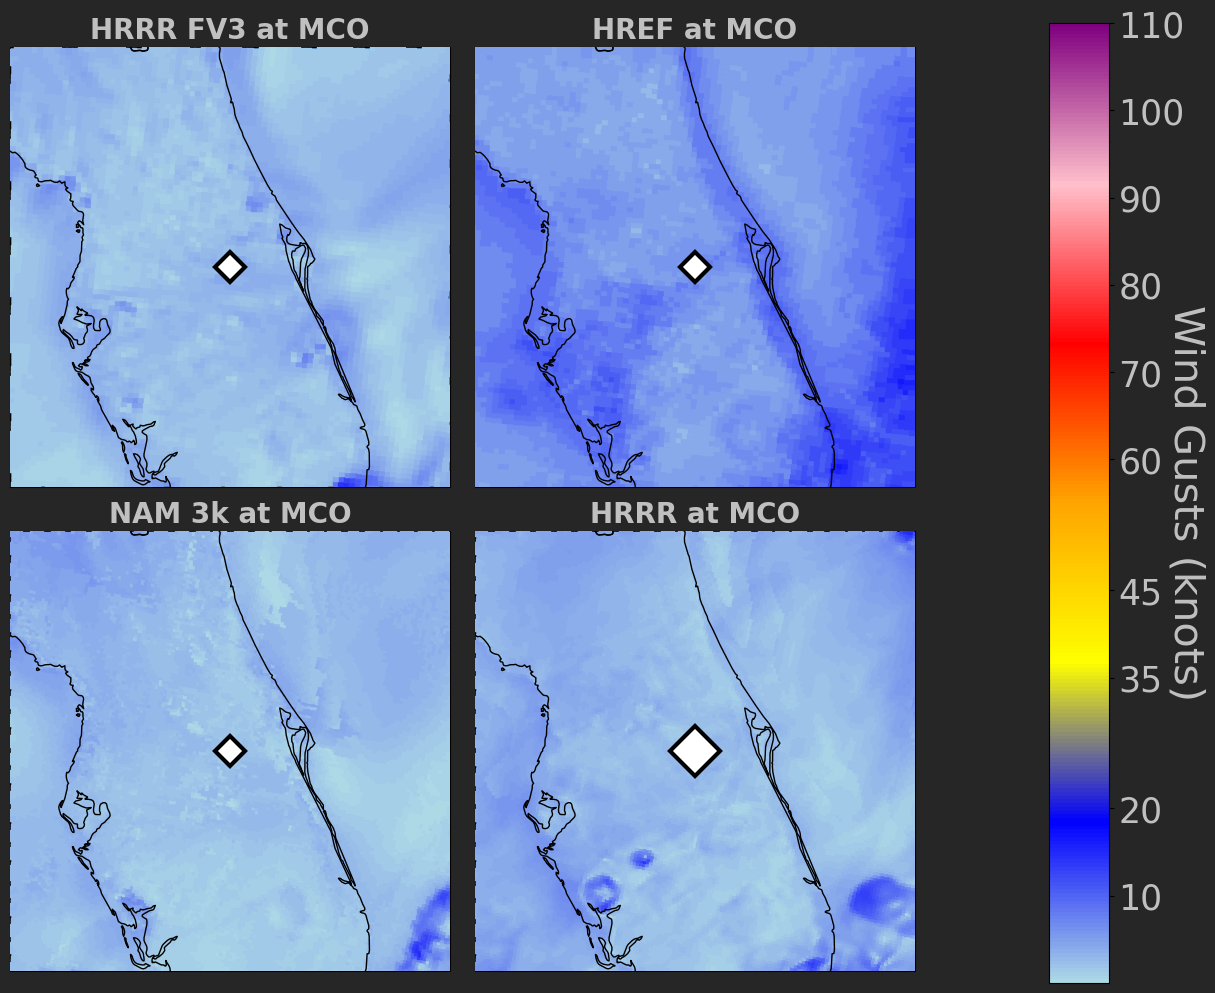 HRRR FV3 at MCO
HREF at MCO
NAM 3k at MCO
HRRR at MCO
110
100
90
80
70
60
45
35
20
10
Wind Gusts (knots)